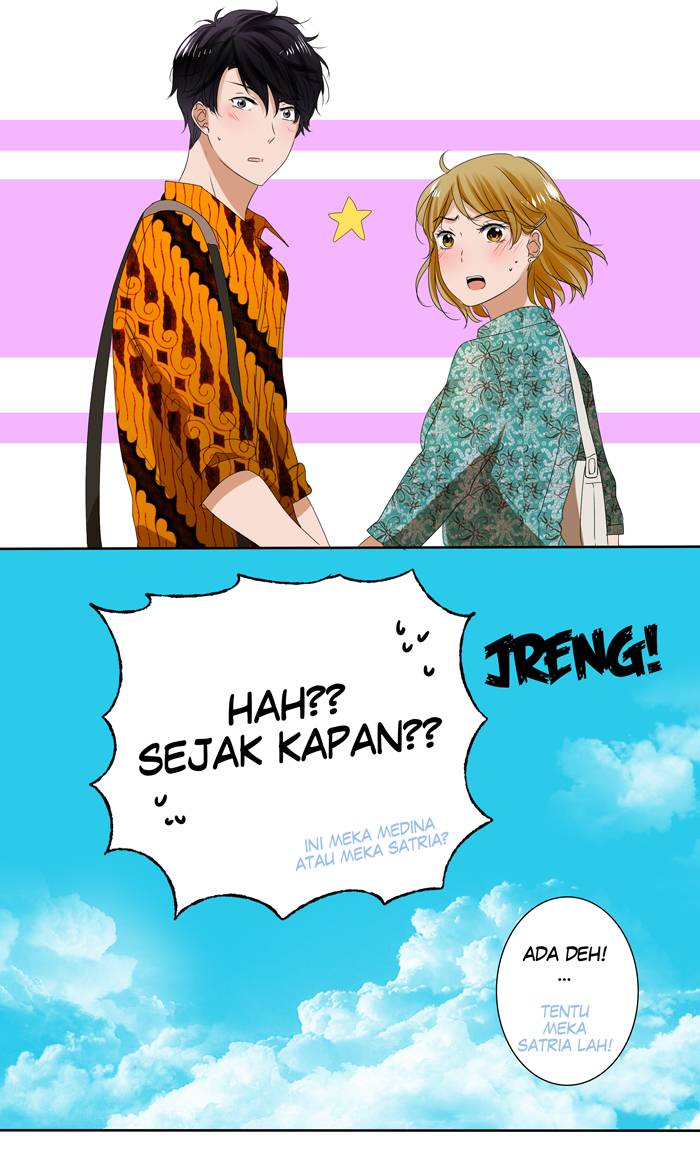 JRENG!
HAH??
SEJAK KAPAN??
INI MEKA MEDINA
ATAU MEKA SATRIA?
ADA DEH!
...
TENTU
MEKA
SATRIA LAH!